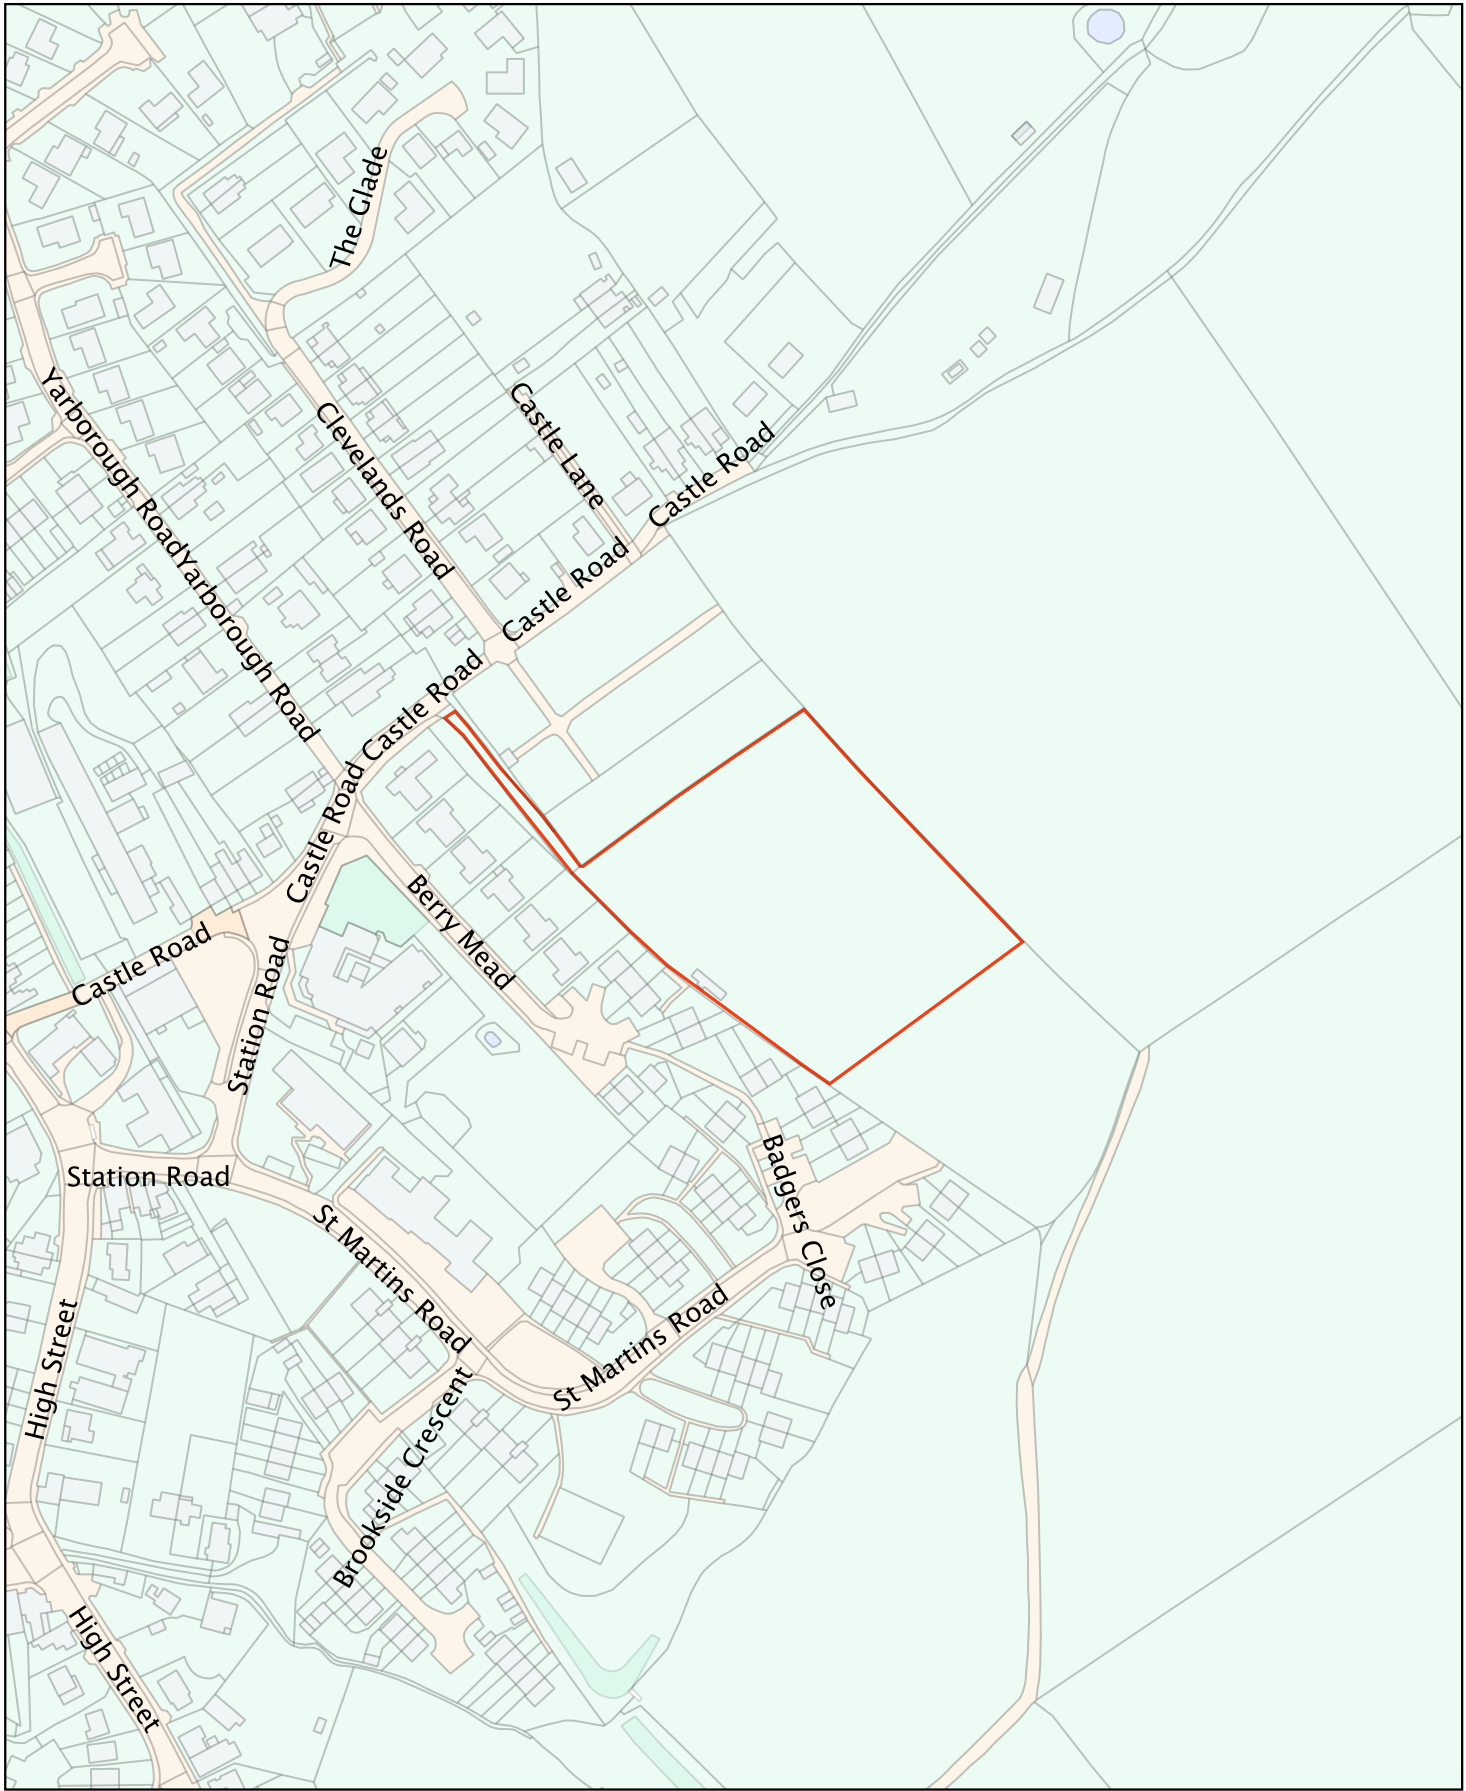 The Glade
Yarborough Road
Clevelands Road
Castle Lane
Castle Road
Castle Road
Yarborough Road
Castle Road
Castle Road
Berry Mead
Castle Road
Station Road
Station Road
Badgers Close
St Martins Road
St Martins Road
High Street
Brookside Crescent
High Street